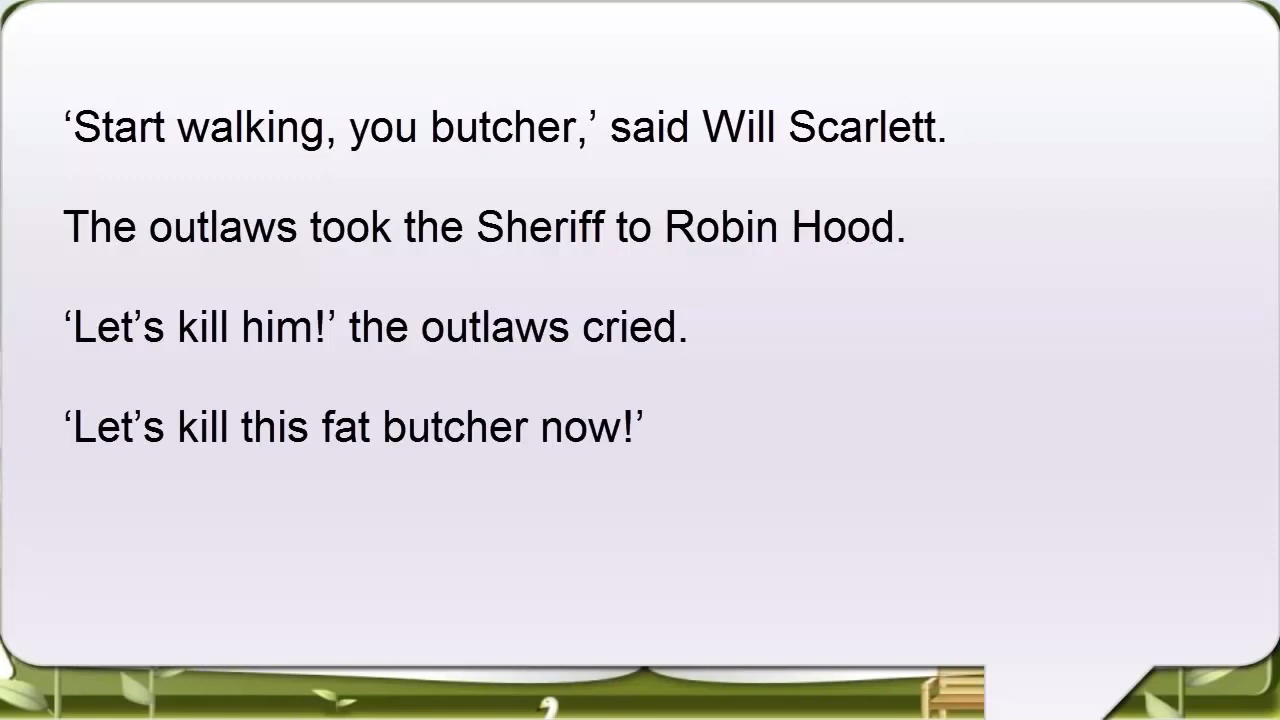 ‘Start walking, you butcher,’ said Will Scarlett.
The outlaws took the Sheriff to Robin Hood.
‘Let’s kill him!’ the outlaws cried.
‘Let’s kill this fat butcher now!’